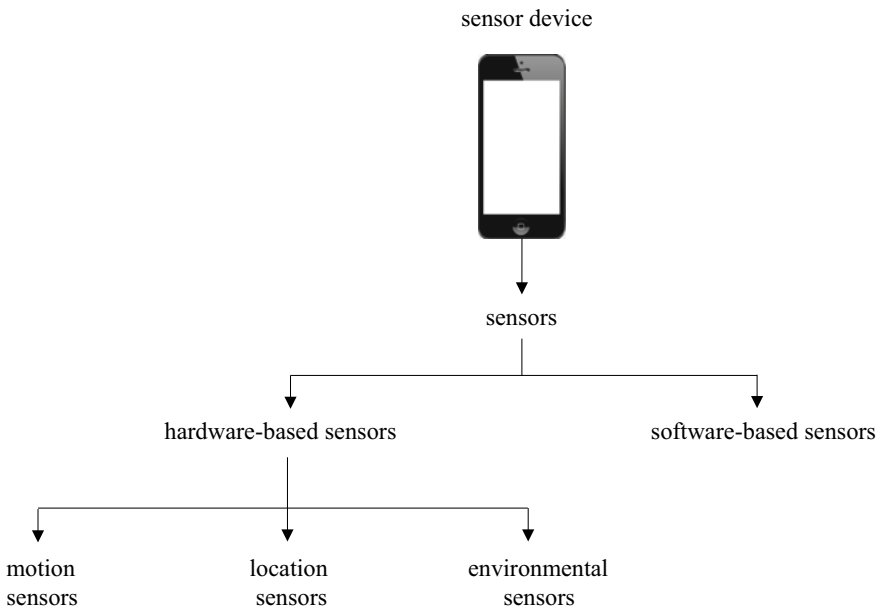 sensor device
sensors
hardware-based sensors
software-based sensors
motion
sensors
location
sensors
environmental
sensors